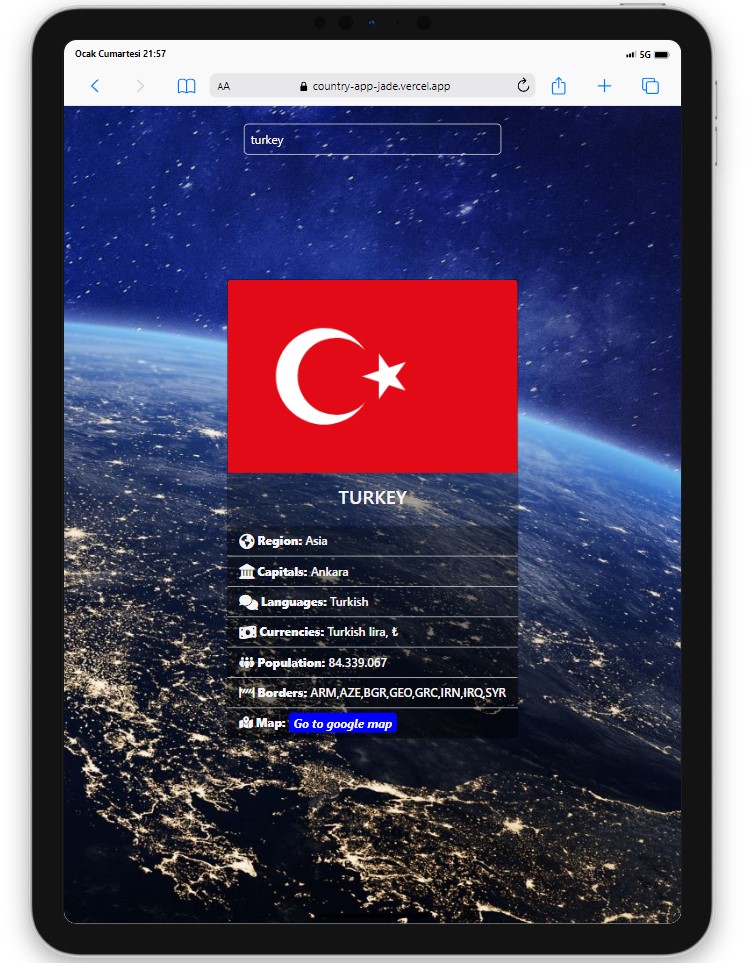 Ocak Cumartesi 21:57
5G
AA
country-app-jade.vercel.app
turkey
TURKEY
Region: Asia
Capitals: Ankara
Languages: Turkish
Currencies: Turkish lira, ₺
Population: 84.339.067
Borders: ARM,AZE,BGR,GEO,GRC,IRN,IRQ,SYR
Map: Go to google map